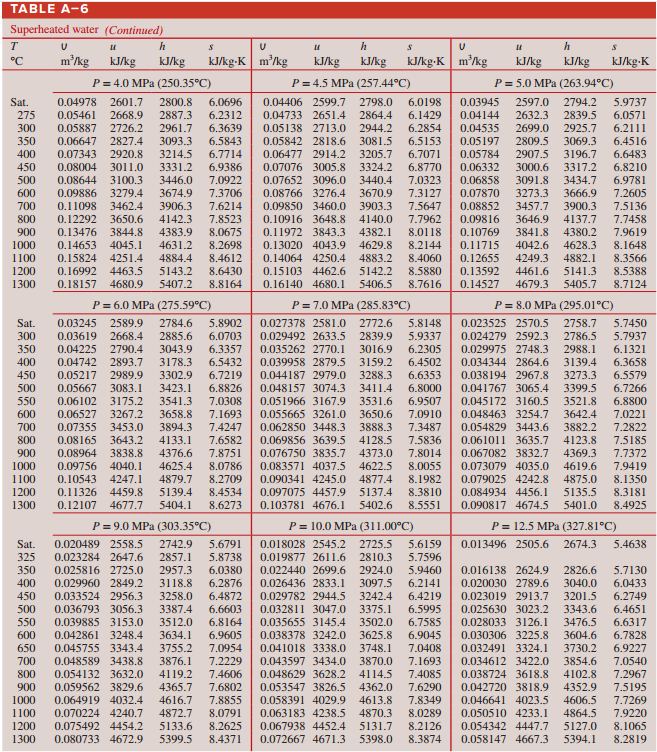 TABLE A–6
Superheated water (Continued)
T υ u h s υ u h s υ u h s
°C m³/kg kJ/kg kJ/kg kJ/kg·K m³/kg kJ/kg kJ/kg kJ/kg·K m³/kg kJ/kg kJ/kg kJ/kg·K
P = 4.0 MPa (250.35°C) P = 4.5 MPa (257.44°C) P = 5.0 MPa (263.94°C)
Sat. 0.04978 2601.7 2800.8 6.0696 0.04406 2599.7 2798.0 6.0198 0.03945 2597.0 2794.2 5.9737
275 0.05461 2668.9 2887.3 6.2312 0.04733 2651.4 2864.4 6.1429 0.04144 2632.3 2839.5 6.0571
300 0.05887 2726.2 2961.7 6.3639 0.05138 2713.0 2944.2 6.2854 0.04535 2699.0 2925.7 6.2111
350 0.06647 2827.4 3093.3 6.5843 0.05842 2818.6 3081.5 6.5153 0.05197 2809.5 3069.3 6.4516
400 0.07343 2920.8 3214.5 6.7714 0.06477 2914.2 3205.7 6.7071 0.05784 2907.5 3196.7 6.6483
450 0.08004 3011.0 3331.2 6.9386 0.07076 3005.8 3324.2 6.8770 0.06332 3000.6 3317.2 6.8210
500 0.08644 3100.3 3446.0 7.0922 0.07652 3096.0 3440.4 7.0323 0.06858 3091.8 3434.7 6.9781
600 0.09886 3279.4 3674.9 7.3706 0.08766 3276.4 3670.9 7.3127 0.07870 3273.3 3666.9 7.2605
700 0.11098 3462.4 3906.3 7.6214 0.09850 3460.0 3903.3 7.5647 0.08852 3457.7 3900.3 7.5136
800 0.12292 3650.6 4142.3 7.8523 0.10916 3648.8 4140.0 7.7962 0.09816 3646.9 4137.7 7.7458
900 0.13476 3844.8 4383.9 8.0675 0.11972 3843.3 4382.1 8.0118 0.10769 3841.8 4380.2 7.9619
1000 0.14653 4045.1 4631.2 8.2698 0.13020 4043.9 4629.8 8.2144 0.11715 4042.6 4628.3 8.1648
1100 0.15824 4251.4 4884.4 8.4612 0.14064 4250.4 4883.2 8.4060 0.12655 4249.3 4882.1 8.3566
1200 0.16992 4463.5 5143.2 8.6430 0.15103 4462.6 5142.2 8.5880 0.13592 4461.6 5141.3 8.5388
1300 0.18157 4680.9 5407.2 8.8164 0.16140 4680.1 5406.5 8.7616 0.14527 4679.3 5405.7 8.7124
P = 6.0 MPa (275.59°C) P = 7.0 MPa (285.83°C) P = 8.0 MPa (295.01°C)
Sat. 0.03245 2589.9 2784.6 5.8902 0.027378 2581.0 2772.6 5.8148 0.023525 2570.5 2758.7 5.7450
300 0.03619 2668.4 2885.6 6.0703 0.029492 2633.5 2839.9 5.9337 0.024279 2592.3 2786.5 5.7937
350 0.04225 2790.4 3043.9 6.3357 0.035262 2770.1 3016.9 6.2305 0.029975 2748.3 2988.1 6.1321
400 0.04742 2893.7 3178.3 6.5432 0.039958 2879.5 3159.2 6.4502 0.034344 2864.6 3139.4 6.3658
450 0.05217 2989.9 3302.9 6.7219 0.044187 2979.0 3288.3 6.6353 0.038194 2967.8 3273.3 6.5579
500 0.05667 3083.1 3423.1 6.8826 0.048157 3074.3 3411.4 6.8000 0.041767 3065.4 3399.5 6.7266
550 0.06102 3175.2 3541.3 7.0308 0.051966 3167.9 3531.6 6.9507 0.045172 3160.5 3521.8 6.8800
600 0.06527 3267.2 3658.8 7.1693 0.055665 3261.0 3650.6 7.0910 0.048463 3254.7 3642.4 7.0221
700 0.07355 3453.0 3894.3 7.4247 0.062850 3448.3 3888.3 7.3487 0.054829 3443.6 3882.2 7.2822
800 0.08165 3643.2 4133.1 7.6582 0.069856 3639.5 4128.5 7.5836 0.061011 3635.7 4123.8 7.5185
900 0.08964 3838.8 4376.6 7.8751 0.076750 3835.7 4373.0 7.8014 0.067082 3832.7 4369.3 7.7372
1000 0.09756 4040.1 4625.4 8.0786 0.083571 4037.5 4622.5 8.0055 0.073079 4035.0 4619.6 7.9419
1100 0.10543 4247.1 4879.7 8.2709 0.090341 4245.0 4877.4 8.1982 0.079025 4242.8 4875.0 8.1350
1200 0.11326 4459.8 5139.4 8.4534 0.097075 4457.9 5137.4 8.3810 0.084934 4456.1 5135.5 8.3181
1300 0.12107 4677.7 5404.1 8.6273 0.103781 4676.1 5402.6 8.5551 0.090817 4674.5 5401.0 8.4925
P = 9.0 MPa (303.35°C) P = 10.0 MPa (311.00°C) P = 12.5 MPa (327.81°C)
Sat. 0.020489 2558.5 2742.9 5.6791 0.018028 2545.2 2725.5 5.6159 0.013496 2505.6 2674.3 5.4638
325 0.023284 2647.6 2857.1 5.8738 0.019877 2611.6 2810.3 5.7596
350 0.025816 2725.0 2957.3 6.0380 0.022440 2699.6 2924.0 5.9460 0.016138 2624.9 2826.6 5.7130
400 0.029960 2849.2 3118.8 6.2876 0.026436 2833.1 3097.5 6.2141 0.020030 2789.6 3040.0 6.0433
450 0.033524 2956.3 3258.0 6.4872 0.029782 2944.5 3242.4 6.4219 0.023019 2913.7 3201.5 6.2749
500 0.036793 3056.3 3387.4 6.6603 0.032811 3047.0 3375.1 6.5995 0.025630 3023.2 3343.6 6.4651
550 0.039885 3153.0 3512.0 6.8164 0.035655 3145.4 3502.0 6.7585 0.028033 3126.1 3476.5 6.6317
600 0.042861 3248.4 3634.1 6.9605 0.038378 3242.0 3625.8 6.9045 0.030306 3225.8 3604.6 6.7828
650 0.045755 3343.4 3755.2 7.0954 0.041018 3338.0 3748.1 7.0408 0.032491 3324.1 3730.2 6.9227
700 0.048589 3438.8 3876.1 7.2229 0.043597 3434.0 3870.0 7.1693 0.034612 3422.0 3854.6 7.0540
800 0.054132 3632.0 4119.2 7.4606 0.048629 3628.2 4114.5 7.4085 0.038724 3618.8 4102.8 7.2967
900 0.059562 3829.6 4365.7 7.6802 0.053547 3826.5 4362.0 7.6290 0.042720 3818.9 4352.9 7.5195
1000 0.064919 4032.4 4616.7 7.8855 0.058391 4029.9 4613.8 7.8349 0.046641 4023.5 4606.5 7.7269
1100 0.070224 4240.7 4872.7 8.0791 0.063183 4238.5 4870.3 8.0289 0.050510 4233.1 4864.5 7.9220
1200 0.075492 4454.2 5133.6 8.2625 0.067938 4452.4 5131.7 8.2126 0.054342 4447.7 5127.0 8.1065
1300 0.080733 4672.9 5399.5 8.4371 0.072667 4671.3 5398.0 8.3874 0.058147 4667.3 5394.1 8.2819